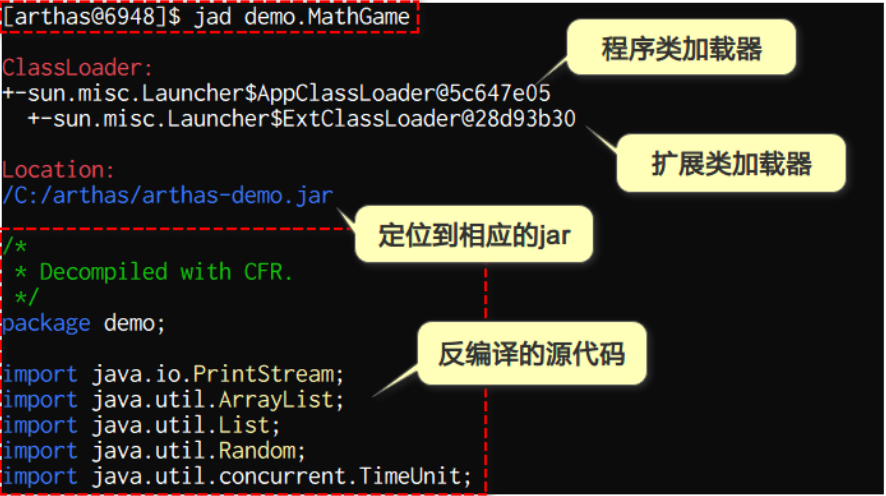 [arthas@6948]$ jad demo.MathGame
程序类加载器
ClassLoader:
+-sun.misc.Launcher$AppClassLoader@5c647e05
+-sun.misc.Launcher$ExtClassLoader@28d93b30
扩展类加载器
Location:
/C:/arthas/arthas-demo.jar
定位到相应的jar
/*
* Decompiled with CFR.
*/
package demo;
反编译的源代码
import java.io.PrintStream;
import java.util.ArrayList;
import java.util.List;
import java.util.Random;
import java.util.concurrent.TimeUnit;